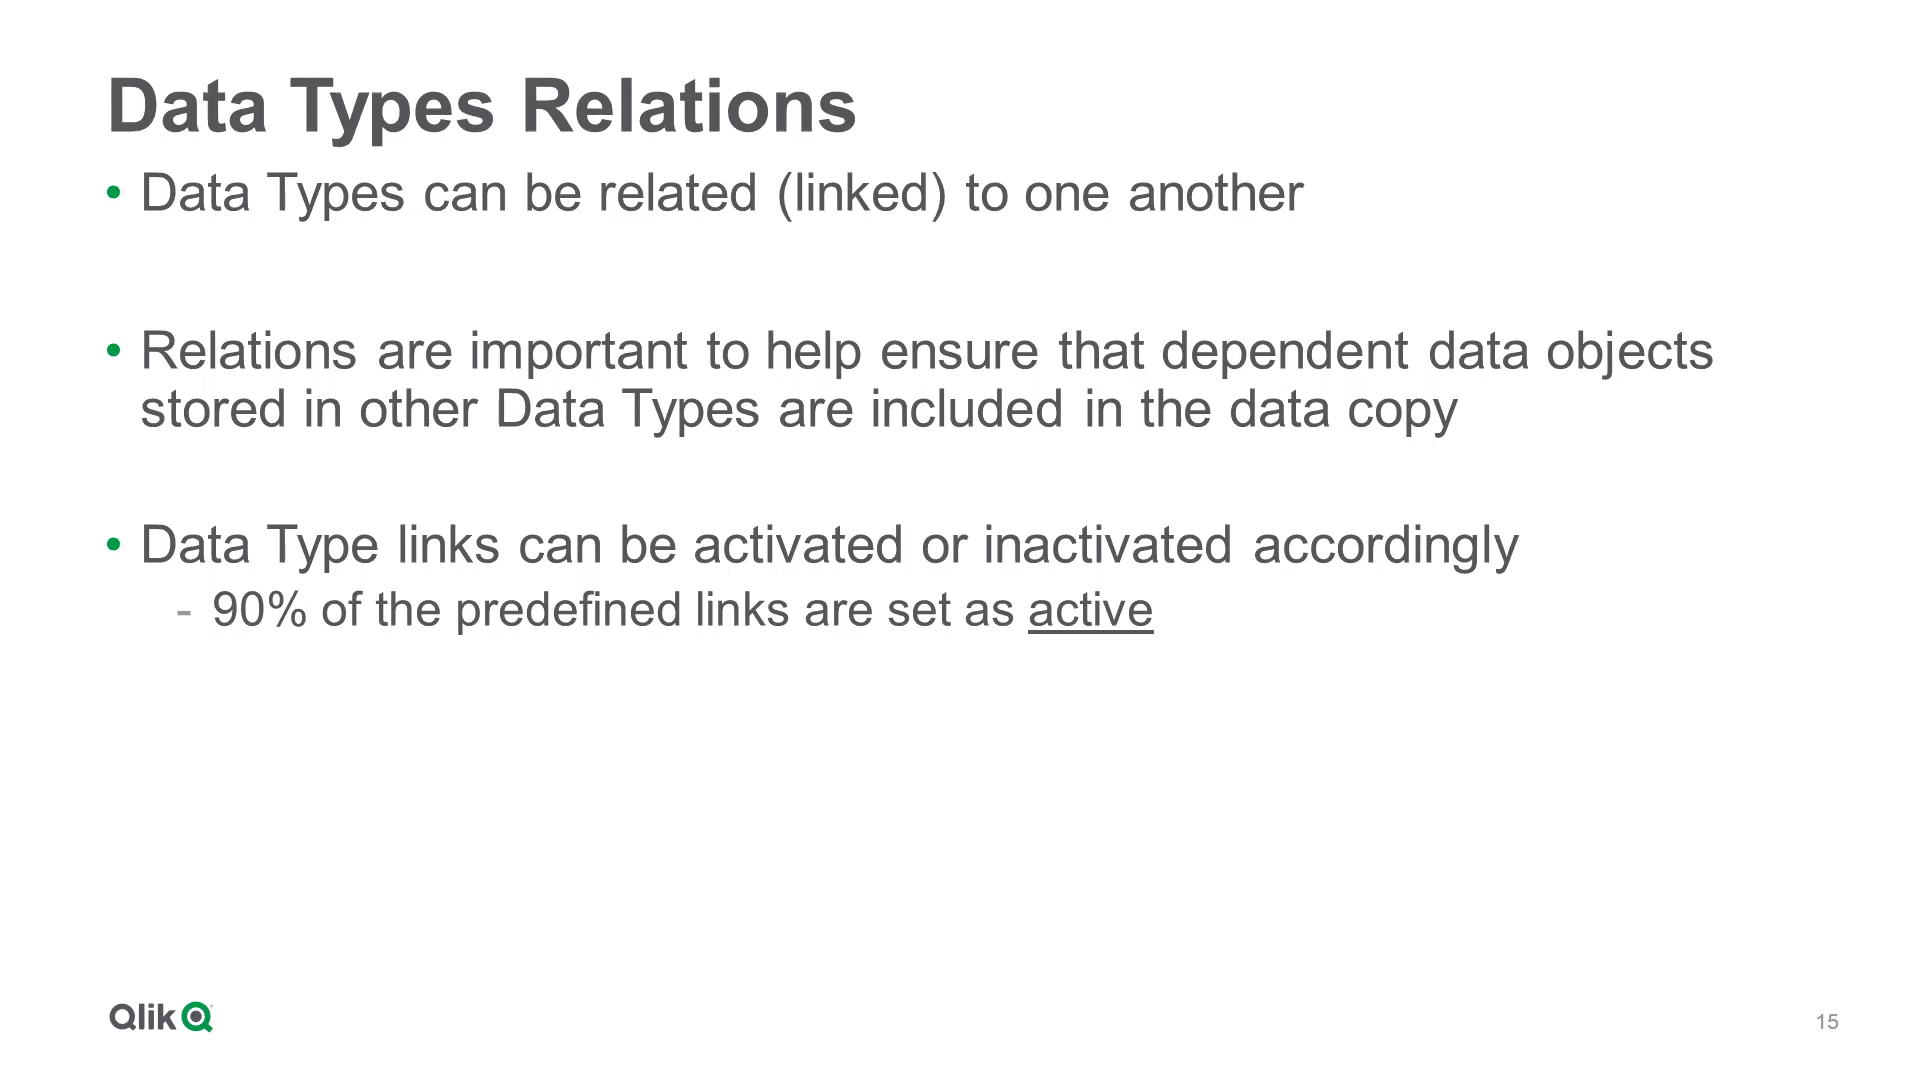 Data Types Relations
• Data Types can be related (linked) to one another
• Relations are important to help ensure that dependent data objects
stored in other Data Types are included in the data copy
• Data Type links can be activated or inactivated accordingly
- 90% of the predefined links are set as active
Qlik
15